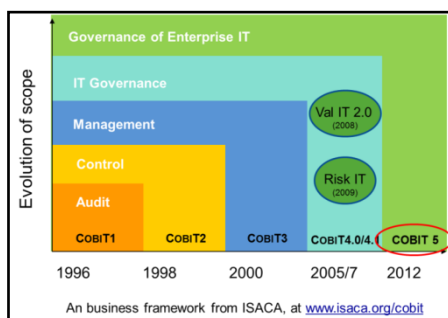 Governance of Enterprise IT
IT Governance
Val IT 2.0
(2008)
Management
Control
Risk IT
(2009)
Audit
COBIT1
COBIT2
COBIT3
COBIT4.0/4.1
COBIT 5
Evolution of scope
1996
1998
2000
2005/7
2012
An business framework from ISACA, at www.isaca.org/cobit